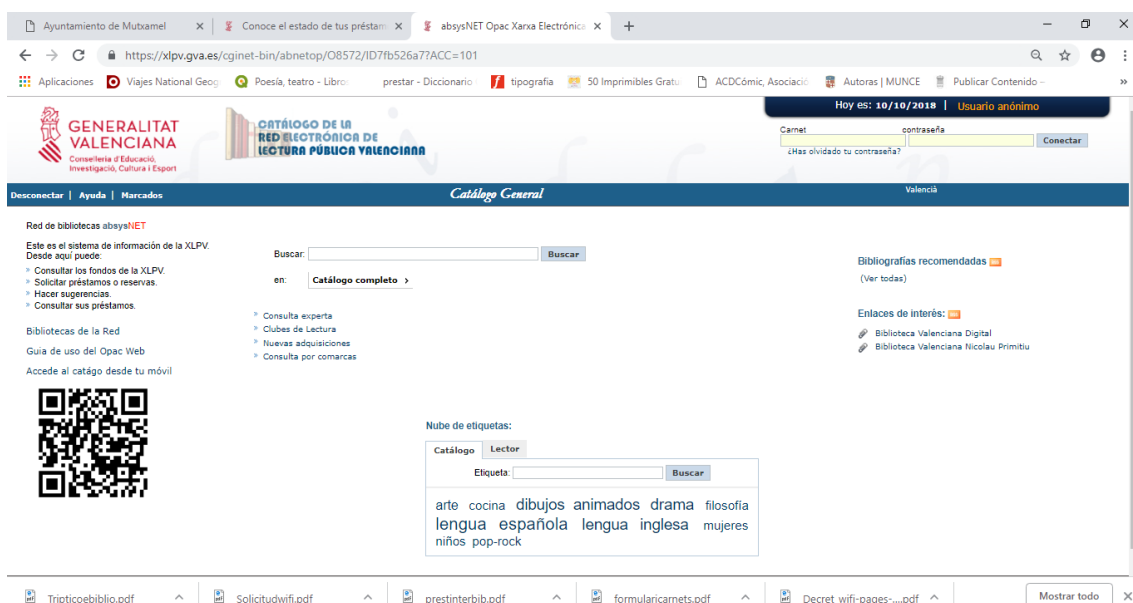 Ayuntamiento de Mutxamel
Conoce el estado de tus préstam
absysNET Opac Xarxa Electrónica
https://xlpv.gva.es/cginet-bin/abnetop/O8572/ID7fb526a7?ACC=101
Aplicaciones
Viajes National Geog
Poesía, teatro - Libro
prestar - Diccionario
tipografia
50 Imprimibles Gratu
ACDCómic, Asociació
Autoras | MUNCE
Publicar Contenido –
»
GENERALITAT
VALENCIANA
Conselleria d'Educació,
Investigació, Cultura i Esport
CATÁLOGO DE LA
RED ELECTRÓNICA DE
LECTURA PÚBLICA VALENCIANA
Hoy es: 10/10/2018 | Usuario anónimo
Carnet contraseña
Conectar
¿Has olvidado tu contraseña?
Desconectar | Ayuda | Marcados
Catálogo General
Valencià
Red de bibliotecas absysNET
Este es el sistema de información de la XLPV.
Desde aquí puede:
» Consultar los fondos de la XLPV.
» Solicitar préstamos o reservas.
» Hacer sugerencias.
» Consultar sus préstamos.
Bibliotecas de la Red
Guia de uso del Opac Web
Accede al catágo desde tu móvil
Buscar: Buscar
en: Catálogo completo ›
» Consulta experta
» Clubes de Lectura
» Nuevas adquisiciones
» Consulta por comarcas
Bibliografías recomendadas
(Ver todas)
Enlaces de interés:
Biblioteca Valenciana Digital
Biblioteca Valenciana Nicolau Primitiu
Nube de etiquetas:
Catálogo Lector
Etiqueta: Buscar
arte cocina dibujos animados drama filosofía
lengua española lengua inglesa mujeres
niños pop-rock
Tripticoebiblio.pdf
Solicitudwifi.pdf
prestinterbib.pdf
formularicarnets.pdf
Decret wifi-pages-....pdf
Mostrar todo